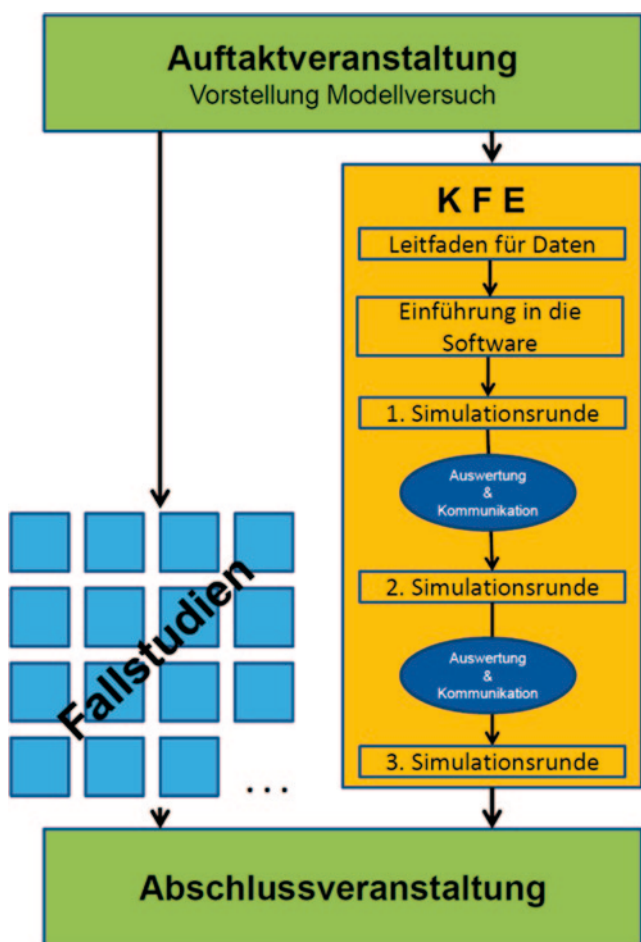 Auftaktveranstaltung
Vorstellung Modellversuch
K F E
Leitfaden für Daten
Einführung in die
Software
1. Simulationsrunde
Auswertung
&
Kommunikation
2. Simulationsrunde
Auswertung
&
Kommunikation
3. Simulationsrunde
Fallstudien
...
Abschlussveranstaltung